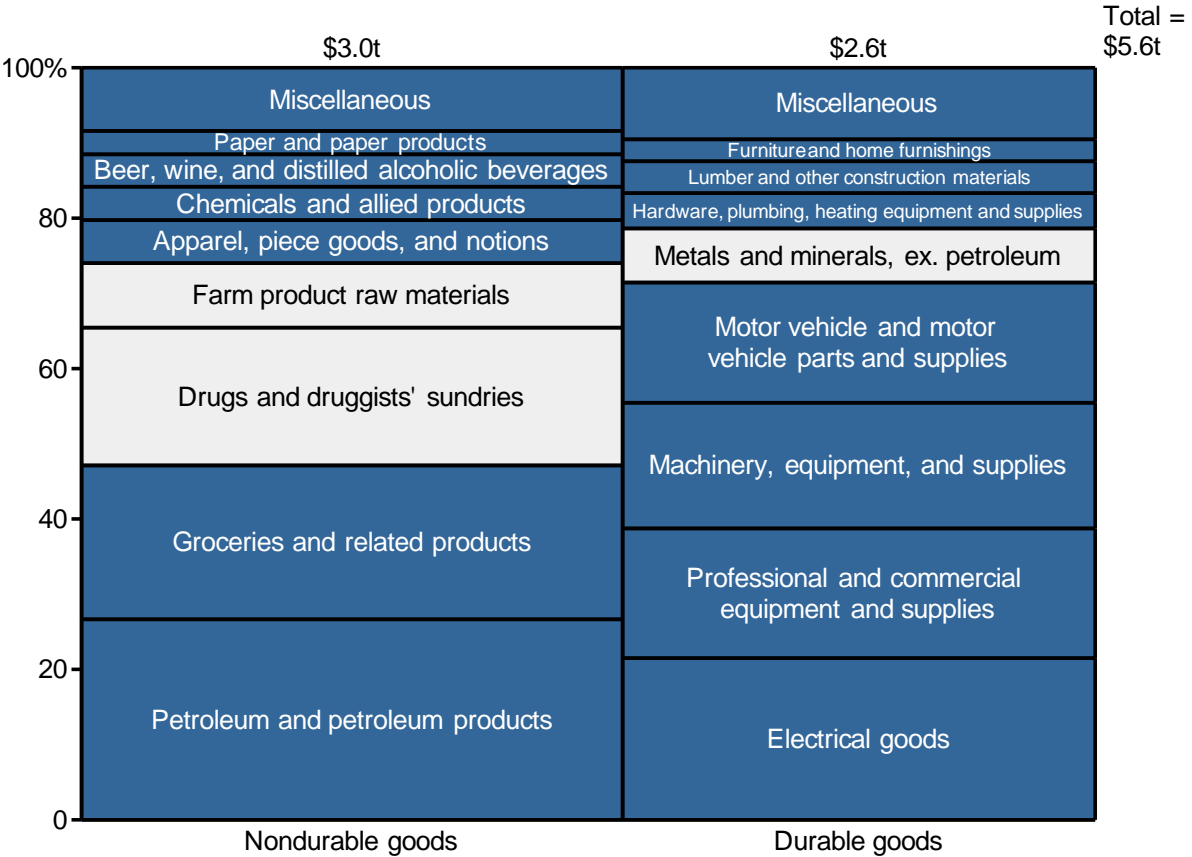 Total =
$5.6t
$3.0t
$2.6t
100%
80
60
40
20
0
Miscellaneous
Paper and paper products
Beer, wine, and distilled alcoholic beverages
Chemicals and allied products
Apparel, piece goods, and notions
Farm product raw materials
Drugs and druggists' sundries
Groceries and related products
Petroleum and petroleum products
Nondurable goods
Miscellaneous
Furniture and home furnishings
Lumber and other construction materials
Hardware, plumbing, heating equipment and supplies
Metals and minerals, ex. petroleum
Motor vehicle and motor
vehicle parts and supplies
Machinery, equipment, and supplies
Professional and commercial
equipment and supplies
Electrical goods
Durable goods